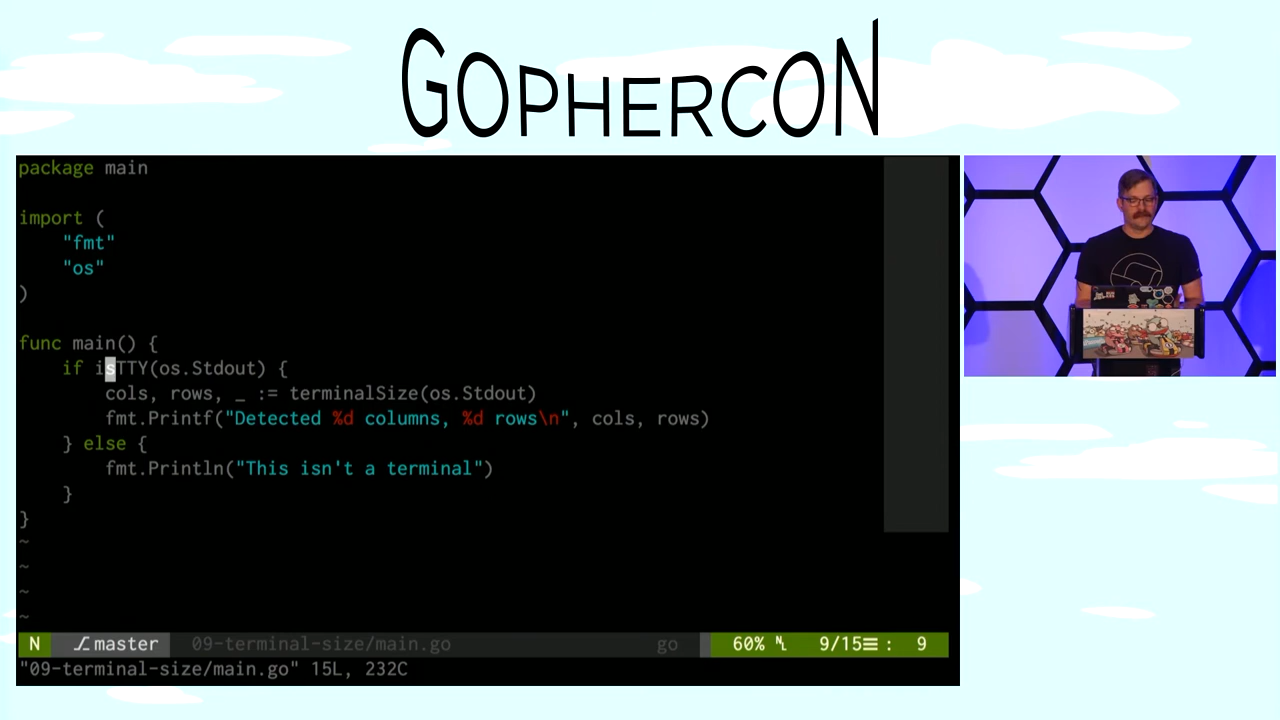 GOPHERCON
package main
import (
"fmt"
"os"
)
func main() {
if isTTY(os.Stdout) {
cols, rows, _ := terminalSize(os.Stdout)
fmt.Printf("Detected %d columns, %d rows\n", cols, rows)
} else {
fmt.Println("This isn't a terminal")
}
}
~
~
~
~
N master 09-terminal-size/main.go go 60% 9/15☰ : 9
"09-terminal-size/main.go" 15L, 232C